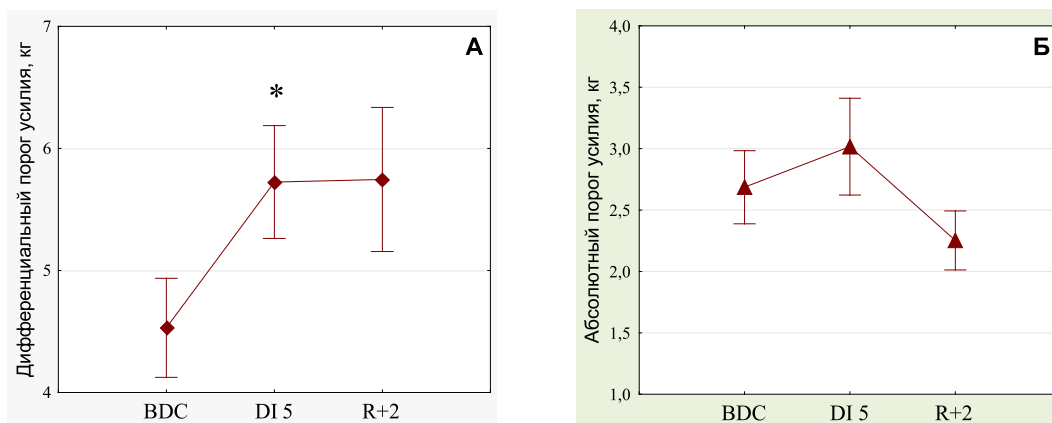 Дифференциальный порог усилия, кг
7
6
5
4
А
*
BDC DI 5 R+2
Абсолютный порог усилия, кг
4,0
3,5
3,0
2,5
2,0
1,5
1,0
Б
BDC DI 5 R+2